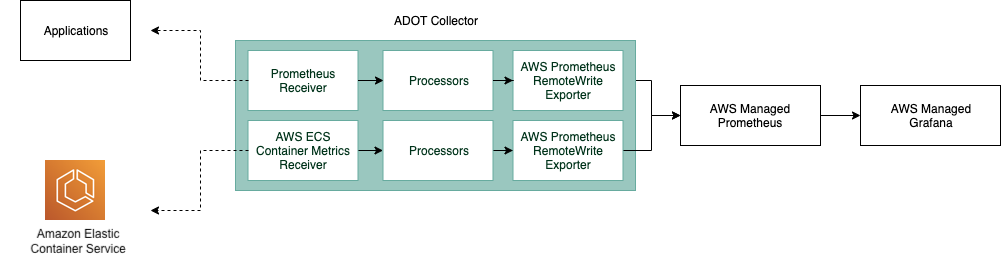 ADOT Collector
Applications
Prometheus
Receiver
Processors
AWS Prometheus
RemoteWrite
Exporter
AWS ECS
Container Metrics
Receiver
Processors
AWS Prometheus
RemoteWrite
Exporter
AWS Managed
Prometheus
AWS Managed
Grafana
Amazon Elastic
Container Service